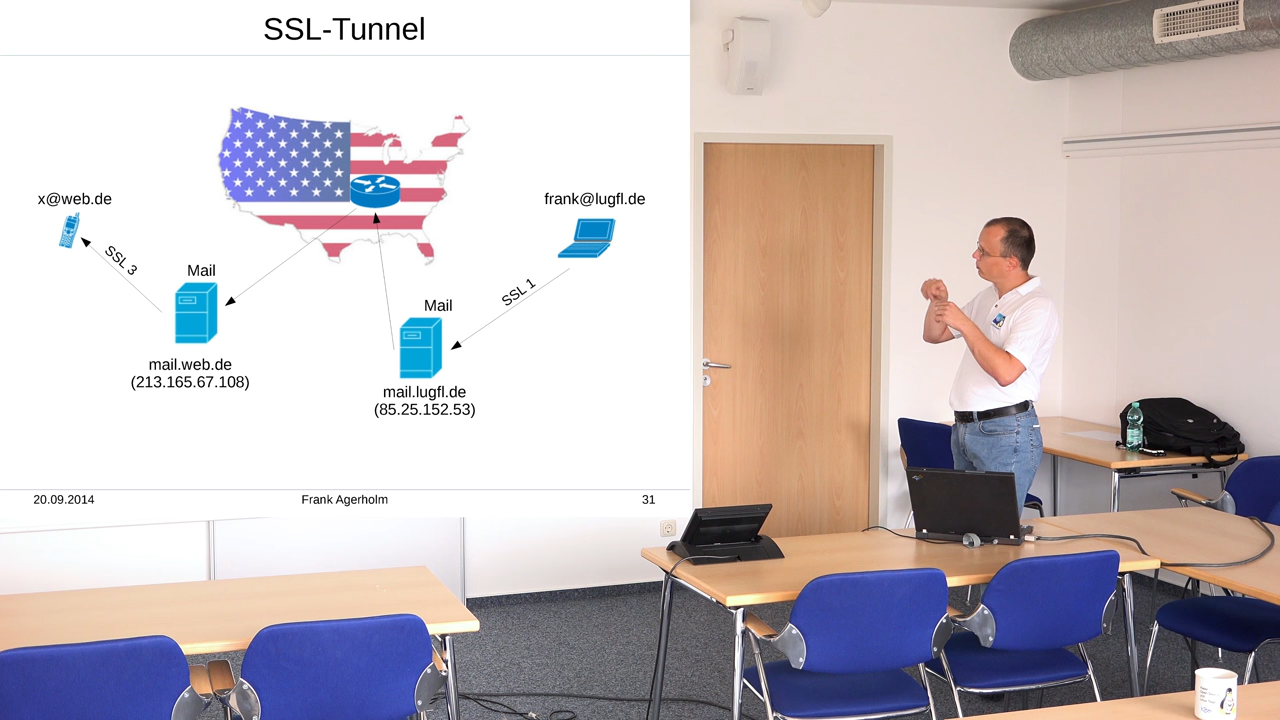 SSL-Tunnel
x@web.de
frank@lugfl.de
SSL 3
SSL 1
Mail
Mail
mail.web.de
(213.165.67.108)
mail.lugfl.de
(85.25.152.53)
20.09.2014
Frank Agerholm
31